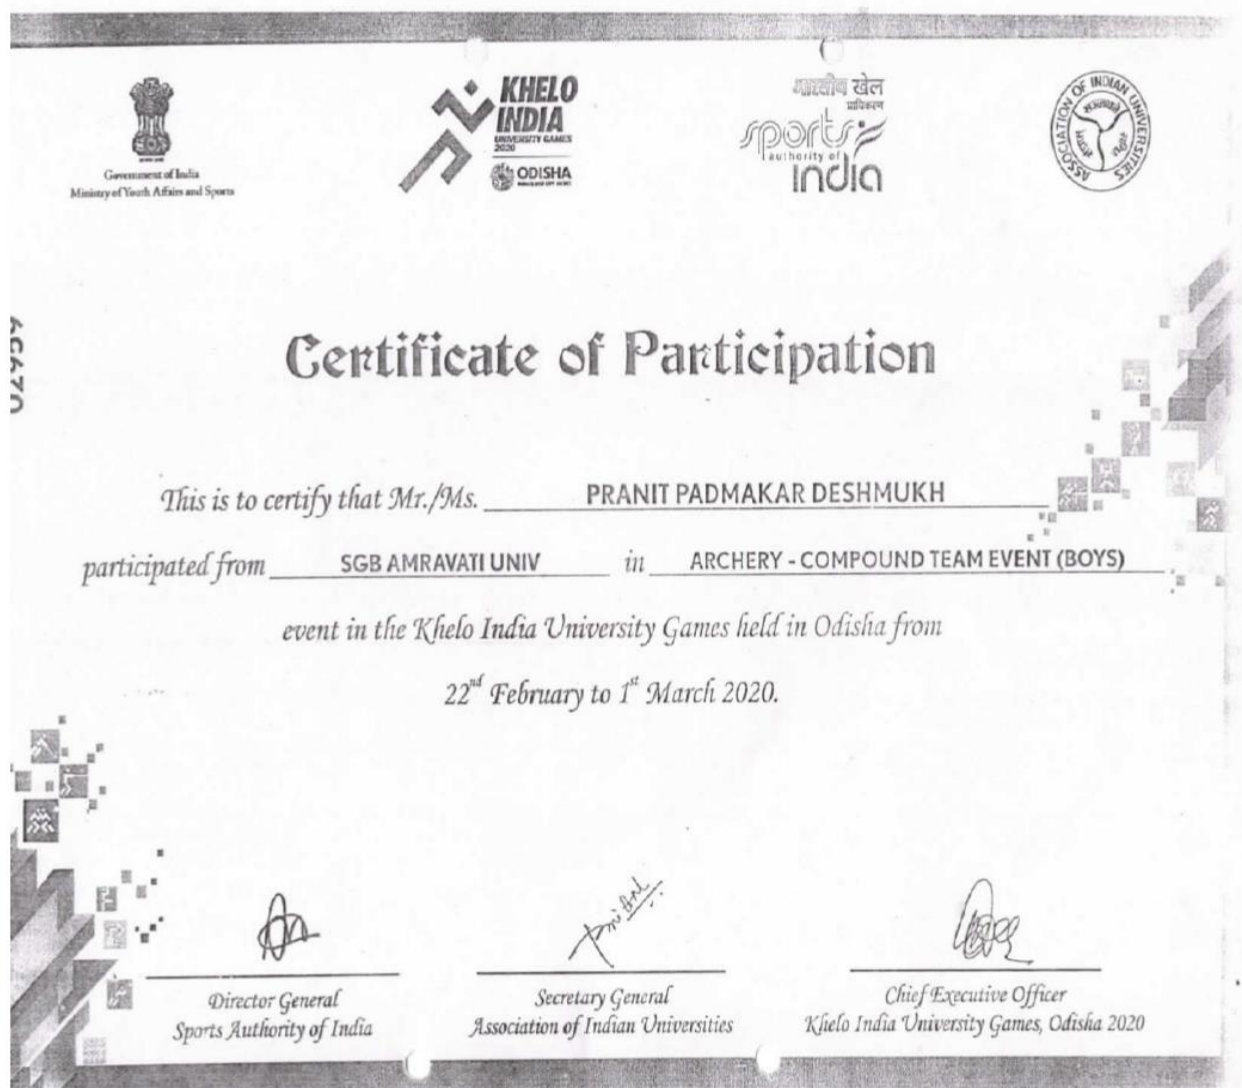 Government of India
Ministry of Youth Affairs and Sports
KHELO
INDIA
UNIVERSITY GAMES
2020
ODISHA
भारतीय खेल
प्राधिकरण
sports
authority of
india
ASSOCIATION OF INDIAN UNIVERSITIES
Certificate of Participation
This is to certify that Mr./Ms. PRANIT PADMAKAR DESHMUKH
participated from SGB AMRAVATI UNIV in ARCHERY - COMPOUND TEAM EVENT (BOYS)
event in the Khelo India University Games held in Odisha from
22nd February to 1st March 2020.
Director General
Sports Authority of India
Secretary General
Association of Indian Universities
Chief Executive Officer
Khelo India University Games, Odisha 2020